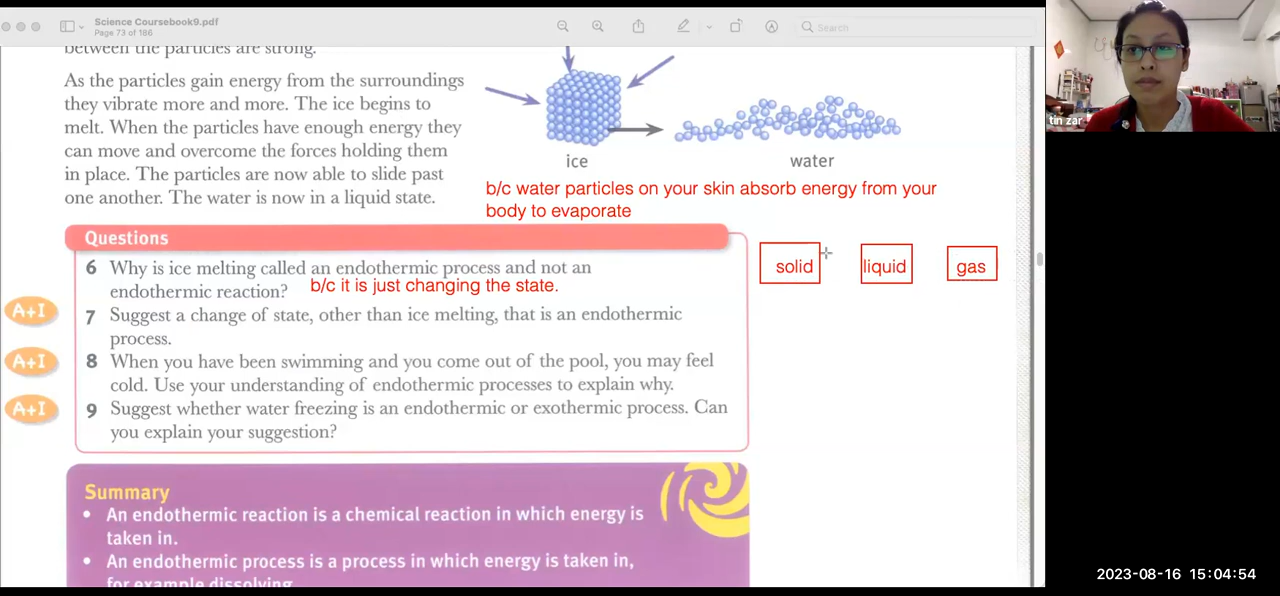 Science Coursebook9.pdf
Page 73 of 186
Search
between the particles are strong.
As the particles gain energy from the surroundings
they vibrate more and more. The ice begins to
melt. When the particles have enough energy they
can move and overcome the forces holding them
in place. The particles are now able to slide past
one another. The water is now in a liquid state.
ice
water
b/c water particles on your skin absorb energy from your
body to evaporate
Questions
6 Why is ice melting called an endothermic process and not an
endothermic reaction?
b/c it is just changing the state.
A+I
7 Suggest a change of state, other than ice melting, that is an endothermic
process.
A+I
8 When you have been swimming and you come out of the pool, you may feel
cold. Use your understanding of endothermic processes to explain why.
A+I
9 Suggest whether water freezing is an endothermic or exothermic process. Can
you explain your suggestion?
solid
liquid
gas
Summary
• An endothermic reaction is a chemical reaction in which energy is
taken in.
• An endothermic process is a process in which energy is taken in,
for example dissolving.
tin zar
2023-08-16 15:04:54